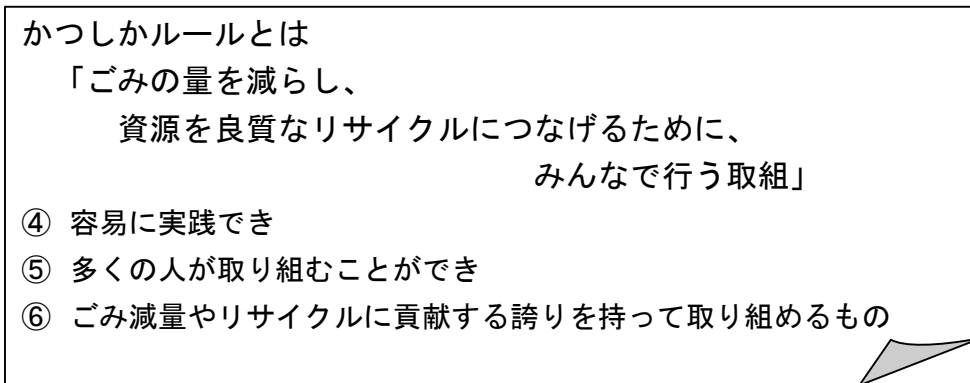 かつしかルールとは
「ごみの量を減らし、
資源を良質なリサイクルにつなげるために、
みんなで行う取組」
④ 容易に実践でき
⑤ 多くの人が取り組むことができ
⑥ ごみ減量やリサイクルに貢献する誇りを持って取り組めるもの